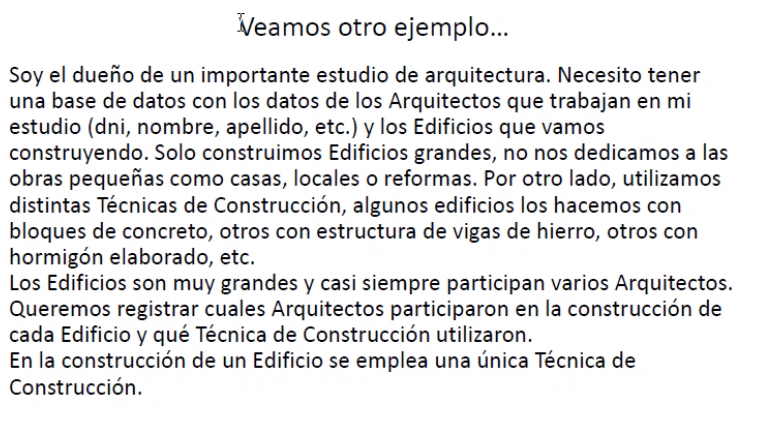 Veamos otro ejemplo...
Soy el dueño de un importante estudio de arquitectura. Necesito tener
una base de datos con los datos de los Arquitectos que trabajan en mi
estudio (dni, nombre, apellido, etc.) y los Edificios que vamos
construyendo. Solo construimos Edificios grandes, no nos dedicamos a las
obras pequeñas como casas, locales o reformas. Por otro lado, utilizamos
distintas Técnicas de Construcción, algunos edificios los hacemos con
bloques de concreto, otros con estructura de vigas de hierro, otros con
hormigón elaborado, etc.
Los Edificios son muy grandes y casi siempre participan varios Arquitectos.
Queremos registrar cuales Arquitectos participaron en la construcción de
cada Edificio y qué Técnica de Construcción utilizaron.
En la construcción de un Edificio se emplea una única Técnica de
Construcción.